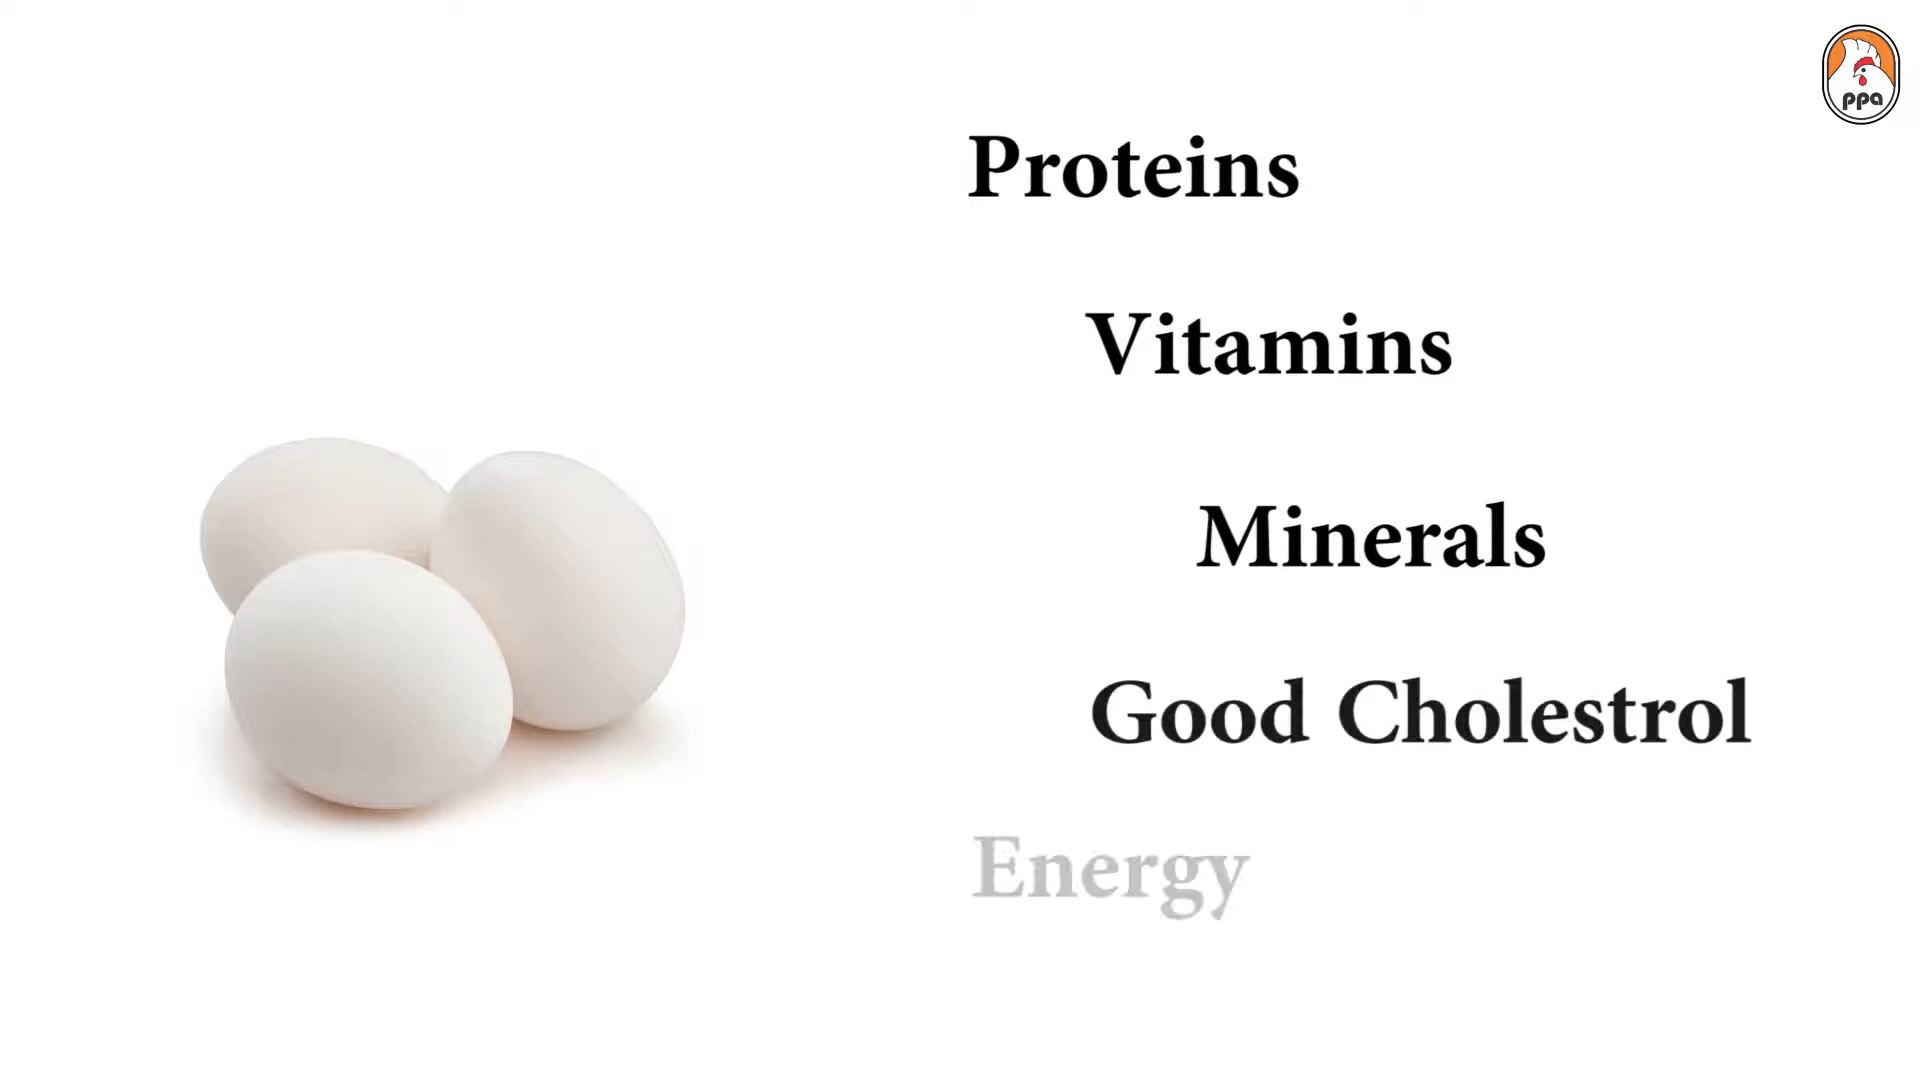 ppa
Proteins
Vitamins
Minerals
Good Cholestrol
Energy